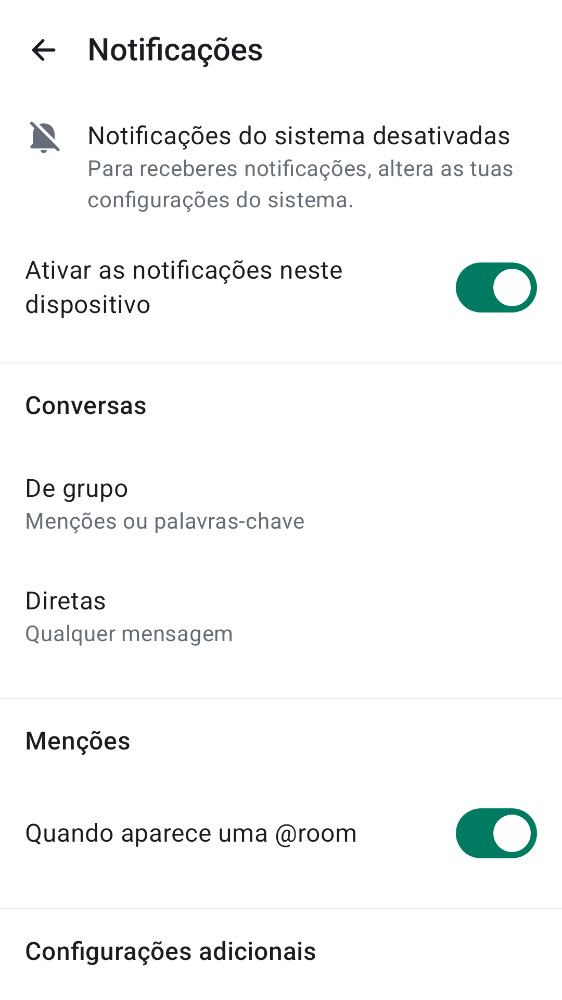 Notificações
Notificações do sistema desativadas
Para receberes notificações, altera as tuas
configurações do sistema.
Ativar as notificações neste
dispositivo
Conversas
De grupo
Menções ou palavras-chave
Diretas
Qualquer mensagem
Menções
Quando aparece uma @room
Configurações adicionais